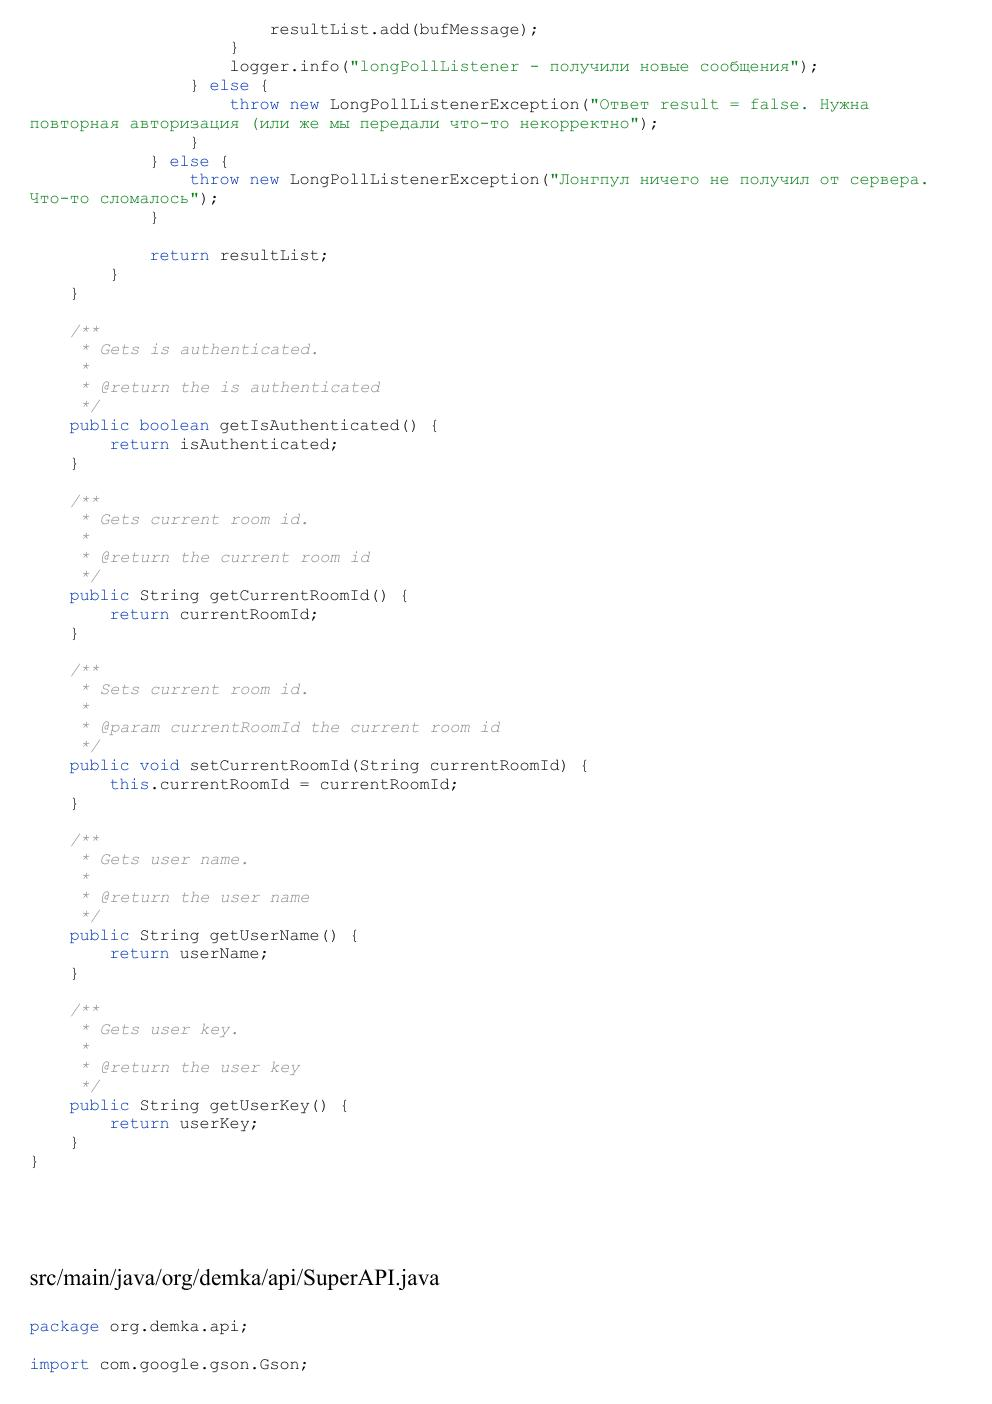 resultList.add(bufMessage);
                    }
                    logger.info("longPollListener - получили новые сообщения");
                } else {
                    throw new LongPollListenerException("Ответ result = false. Нужна
повторная авторизация (или же мы передали что-то некорректно");
                }
            } else {
                throw new LongPollListenerException("Лонгпул ничего не получил от сервера.
Что-то сломалось");
            }

            return resultList;
        }
    }

    /**
     * Gets is authenticated.
     *
     * @return the is authenticated
     */
    public boolean getIsAuthenticated() {
        return isAuthenticated;
    }

    /**
     * Gets current room id.
     *
     * @return the current room id
     */
    public String getCurrentRoomId() {
        return currentRoomId;
    }

    /**
     * Sets current room id.
     *
     * @param currentRoomId the current room id
     */
    public void setCurrentRoomId(String currentRoomId) {
        this.currentRoomId = currentRoomId;
    }

    /**
     * Gets user name.
     *
     * @return the user name
     */
    public String getUserName() {
        return userName;
    }

    /**
     * Gets user key.
     *
     * @return the user key
     */
    public String getUserKey() {
        return userKey;
    }
}

src/main/java/org/demka/api/SuperAPI.java

package org.demka.api;

import com.google.gson.Gson;